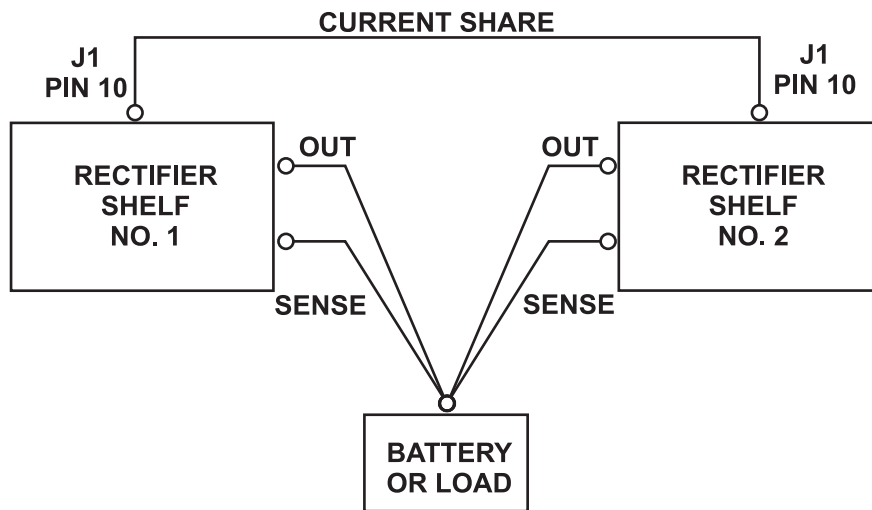 CURRENT SHARE
J1
PIN 10
J1
PIN 10
RECTIFIER
SHELF
NO. 1
OUT
SENSE
OUT
SENSE
RECTIFIER
SHELF
NO. 2
BATTERY
OR LOAD